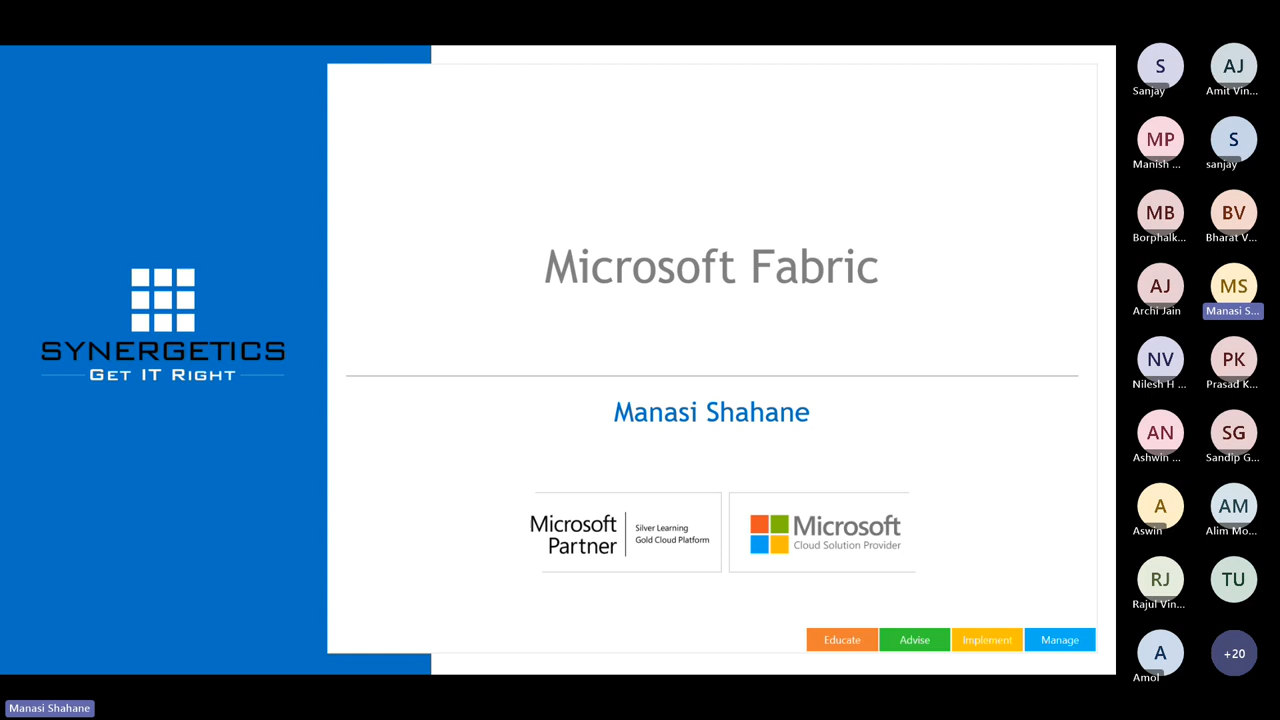 SYNERGETICS
GET IT RIGHT
Microsoft Fabric
Manasi Shahane
Microsoft Partner
Silver Learning
Gold Cloud Platform
Microsoft
Cloud Solution Provider
Educate
Advise
Implement
Manage
S
Sanjay
AJ
Amit Vin...
MP
Manish ...
S
sanjay
MB
Borphalk...
BV
Bharat V...
AJ
Archi Jain
MS
Manasi S...
NV
Nilesh H ...
PK
Prasad K...
AN
Ashwin ...
SG
Sandip G...
A
Aswin
AM
Alim Mo...
RJ
Rajul Vin...
TU
A
Amol
+20
Manasi Shahane